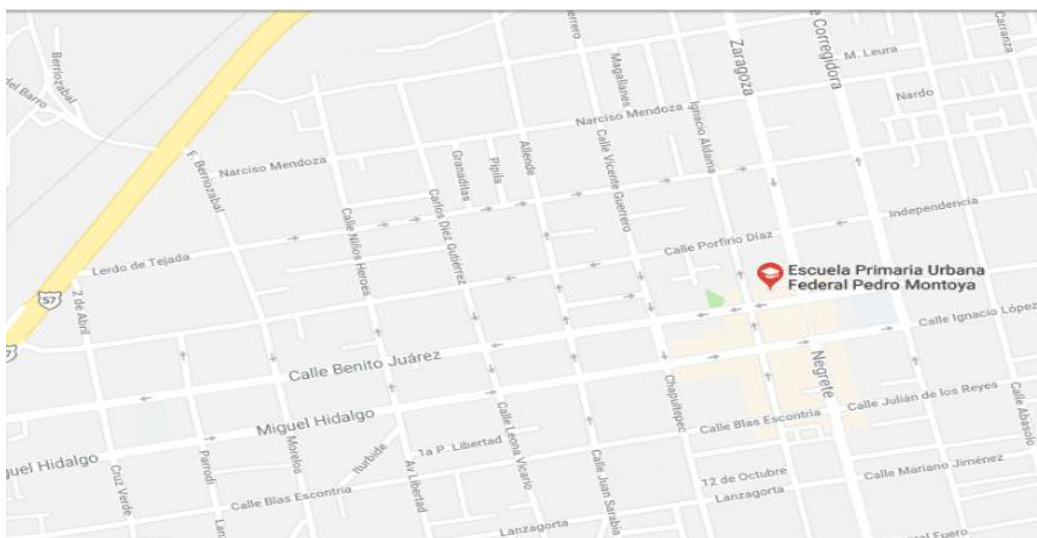 Berriozabal
del Barro
57
F. Berriozabal
Narciso Mendoza
Lerdo de Tejada
2 de Abril
Calle Niños Heroes
Carlos Diez Gutiérrez
Granaditas
Pipila
Allende
Magallanes
Narciso Mendoza
Calle Vicente Guerrero
Ignacio Aldama
Zaragoza
Corregidora
M. Leura
Carranza
Nardo
Independencia
Calle Porfirio Díaz
Escuela Primaria Urbana
Federal Pedro Montoya
Calle Ignacio López
Calle Benito Juárez
Miguel Hidalgo
guel Hidalgo
Cruz Verde
Parrodi
Morelos
Iturbide
Av Libertad
1a P. Libertad
Calle Leona Vicario
Calle Juan Sarabia
Chapultepec
Negrete
Calle Julián de los Reyes
Calle Abasolo
Calle Blas Escontria
Calle Blas Escontria
12 de Octubre
Lanzagorta
Lanzagorta
Calle Mariano Jiménez